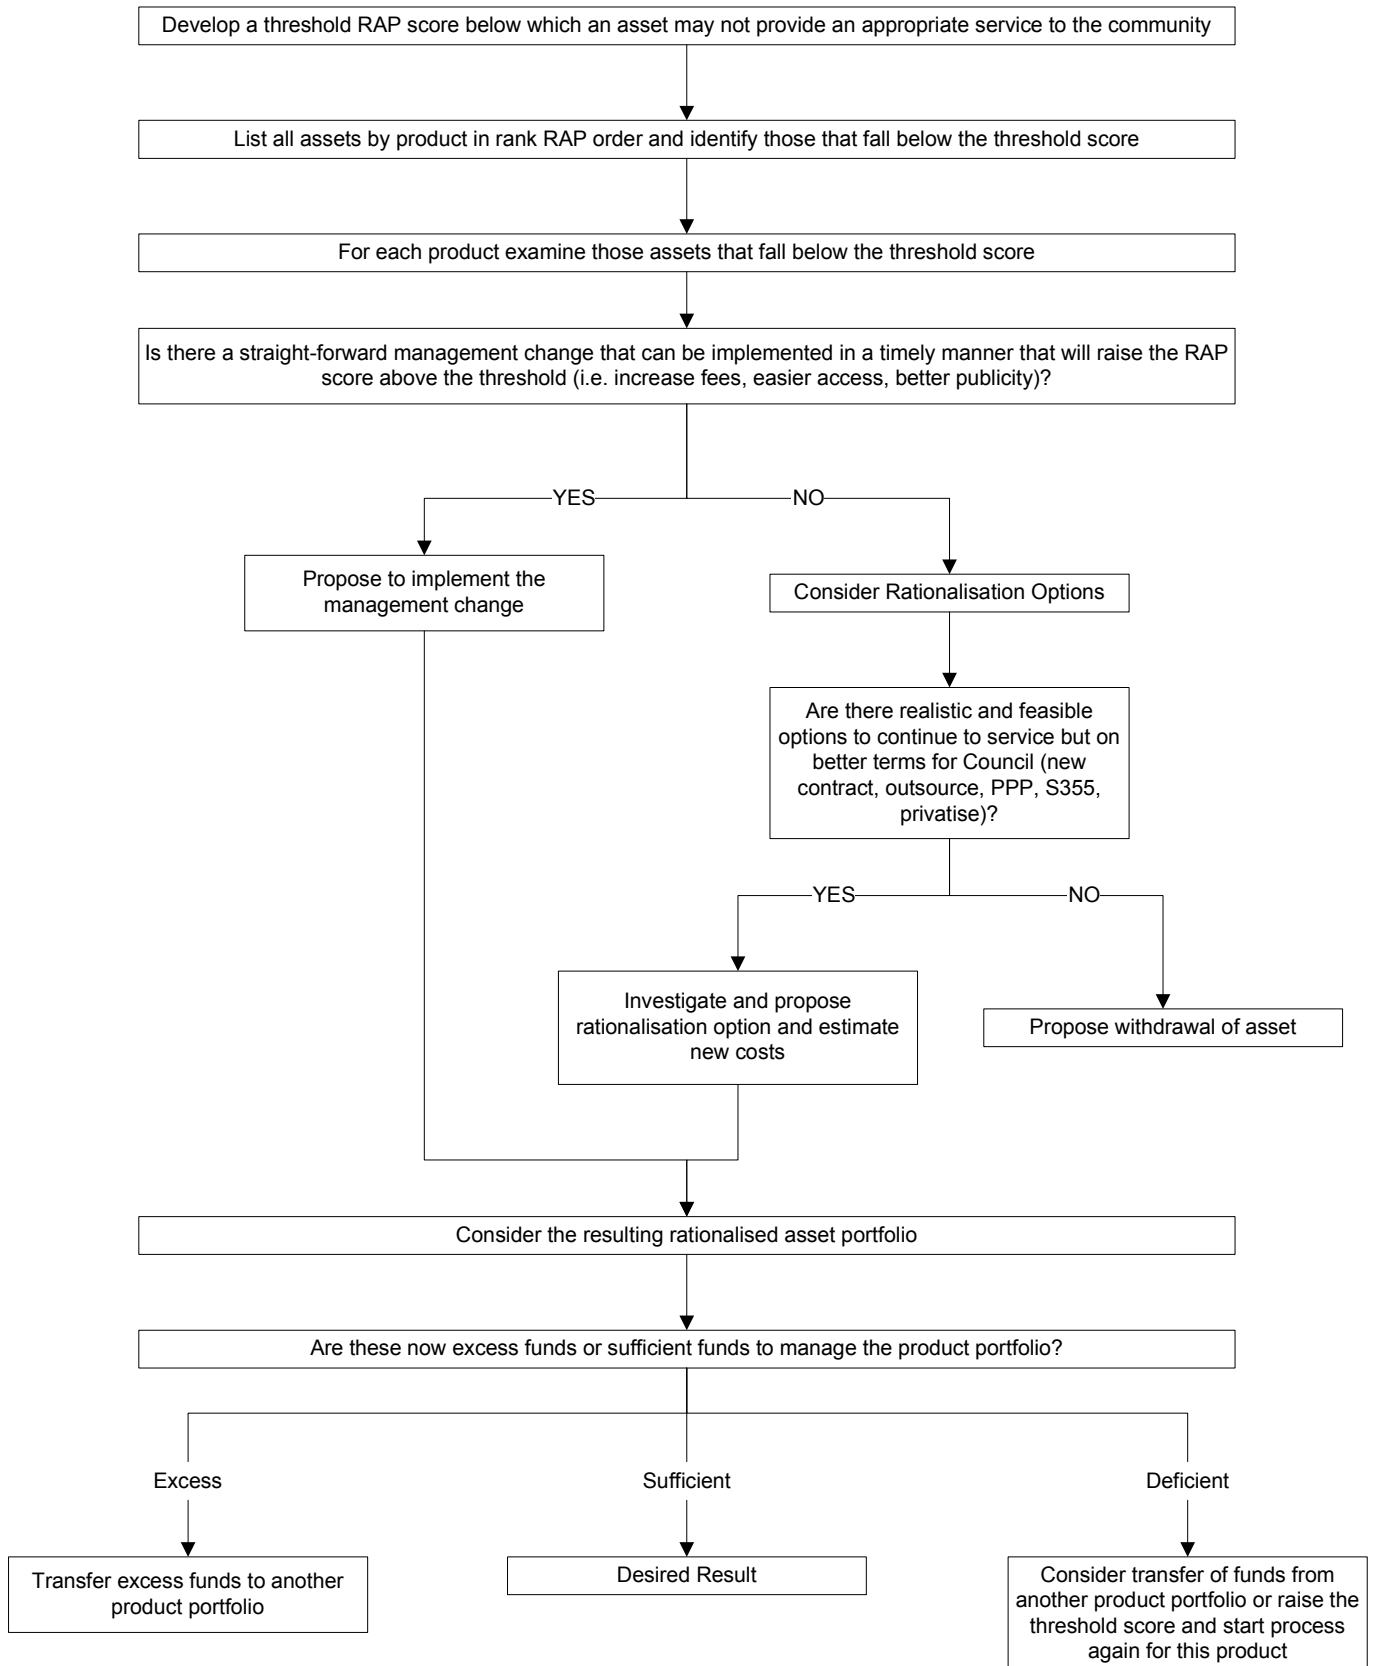 Develop a threshold RAP score below which an asset may not provide an appropriate service to the community
List all assets by product in rank RAP order and identify those that fall below the threshold score
For each product examine those assets that fall below the threshold score
Is there a straight-forward management change that can be implemented in a timely manner that will raise the RAP
score above the threshold (i.e. increase fees, easier access, better publicity)?
YES
NO
Propose to implement the
management change
Consider Rationalisation Options
Are there realistic and feasible
options to continue to service but on
better terms for Council (new
contract, outsource, PPP, S355,
privatise)?
YES
NO
Investigate and propose
rationalisation option and estimate
new costs
Propose withdrawal of asset
Consider the resulting rationalised asset portfolio
Are these now excess funds or sufficient funds to manage the product portfolio?
Excess
Sufficient
Deficient
Transfer excess funds to another
product portfolio
Desired Result
Consider transfer of funds from
another product portfolio or raise the
threshold score and start process
again for this product